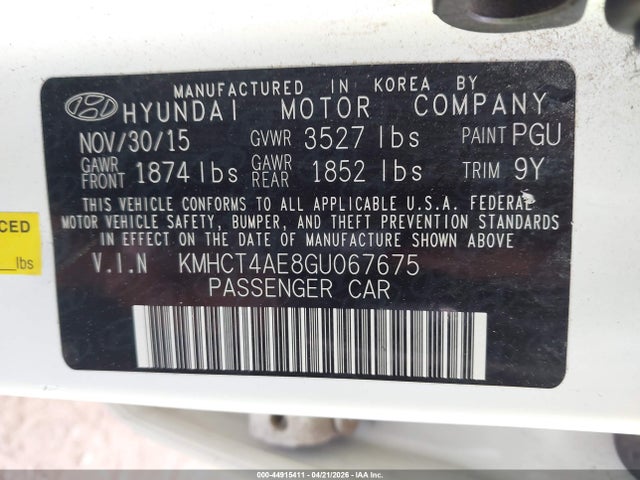 MANUFACTURED IN KOREA BY
HYUNDAI MOTOR COMPANY
NOV/30/15 GVWR 3527 lbs PAINT PGU
GAWR FRONT 1874 lbs GAWR REAR 1852 lbs TRIM 9Y
THIS VEHICLE CONFORMS TO ALL APPLICABLE U.S.A. FEDERAL
MOTOR VEHICLE SAFETY, BUMPER, AND THEFT PREVENTION STANDARDS
IN EFFECT ON THE DATE OF MANUFACTURE SHOWN ABOVE
V.I.N KMHCT4AE8GU067675
PASSENGER CAR
CED
lbs
000-44915411 - 04/21/2026 - IAAI.COM